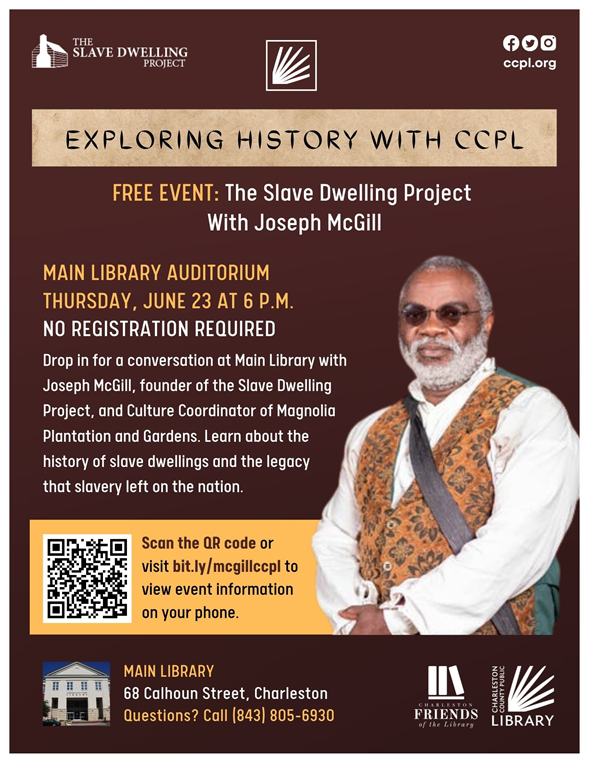 THE
SLAVE DWELLING
PROJECT
ccpl.org
EXPLORING HISTORY WITH CCPL
FREE EVENT: The Slave Dwelling Project
With Joseph McGill
MAIN LIBRARY AUDITORIUM
THURSDAY, JUNE 23 AT 6 P.M.
NO REGISTRATION REQUIRED
Drop in for a conversation at Main Library with
Joseph McGill, founder of the Slave Dwelling
Project, and Culture Coordinator of Magnolia
Plantation and Gardens. Learn about the
history of slave dwellings and the legacy
that slavery left on the nation.
Scan the QR code or
visit bit.ly/mcgillccpl to
view event information
on your phone.
MAIN LIBRARY
68 Calhoun Street, Charleston
Questions? Call (843) 805-6930
CHARLESTON
FRIENDS
of the Library
CHARLESTON
COUNTY PUBLIC
LIBRARY